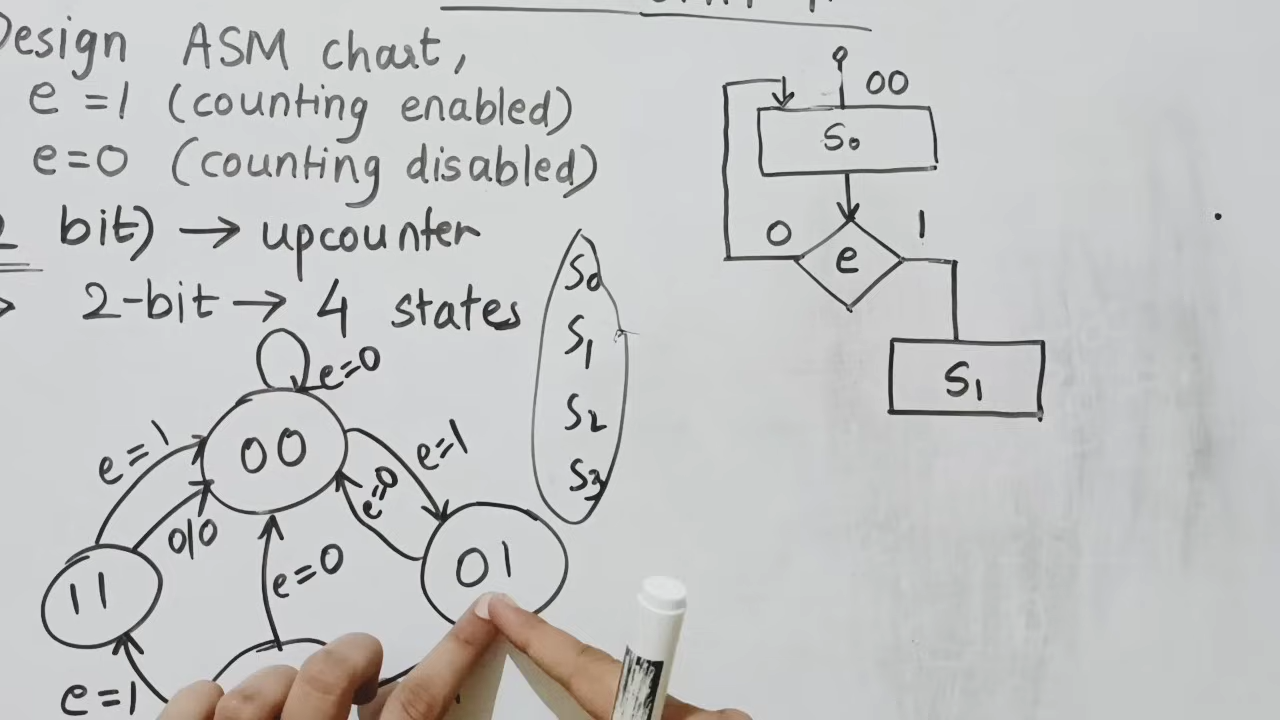 Design ASM chart,
e = 1 (counting enabled)
e=0 (counting disabled)
bit) → upcounter
2-bit → 4 states
S0
S1
S2
S3
e=0
00
e=1
e=1
e=0
0/0
e=0
01
11
e=1
00
S0
0
1
e
S1